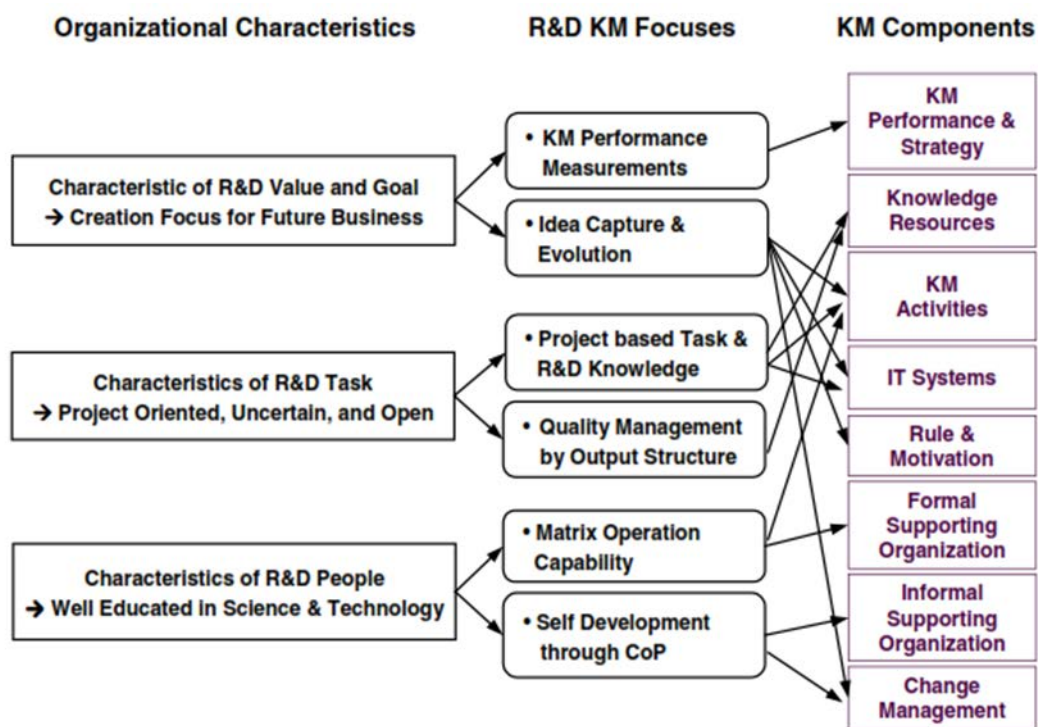 Organizational Characteristics
R&D KM Focuses
KM Components
Characteristic of R&D Value and Goal
→ Creation Focus for Future Business
Characteristics of R&D Task
→ Project Oriented, Uncertain, and Open
Characteristics of R&D People
→ Well Educated in Science & Technology
• KM Performance
Measurements
• Idea Capture &
Evolution
• Project based Task &
R&D Knowledge
• Quality Management
by Output Structure
• Matrix Operation
Capability
• Self Development
through CoP
KM
Performance &
Strategy
Knowledge
Resources
KM
Activities
IT Systems
Rule &
Motivation
Formal
Supporting
Organization
Informal
Supporting
Organization
Change
Management